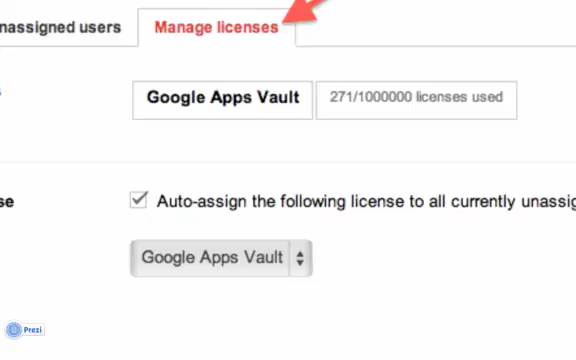 nassigned users
Manage licenses
Google Apps Vault
271/1000000 licenses used
se
Auto-assign the following license to all currently unassig
Google Apps Vault
Prezi